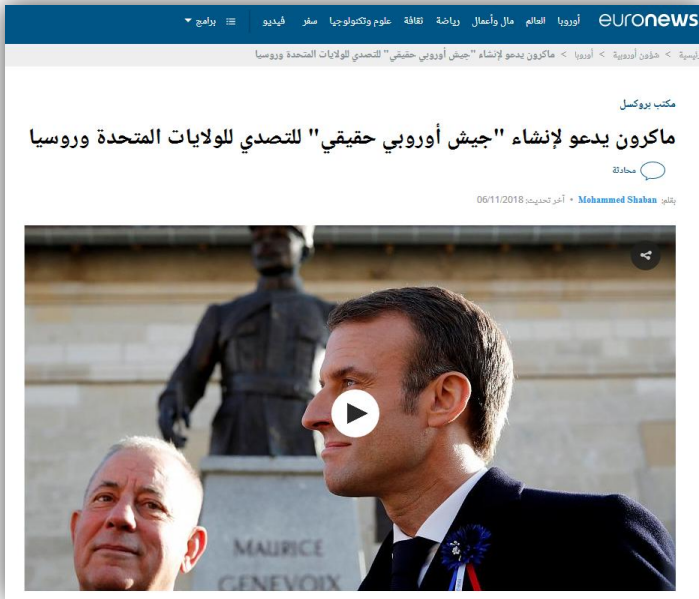 euronews أوروبا العالم مال وأعمال رياضة ثقافة علوم وتكنولوجيا سفر فيديو برامج
> شؤون أوروبية > أوروبا > ماكرون يدعو لإنشاء "جيش أوروبي حقيقي" للتصدي للولايات المتحدة وروسيا
مكتب بروكسل
ماكرون يدعو لإنشاء "جيش أوروبي حقيقي" للتصدي للولايات المتحدة وروسيا
محادثة
بقلم: Mohammed Shaban • آخر تحديث: 06/11/2018
MAURICE
GENEVOIX